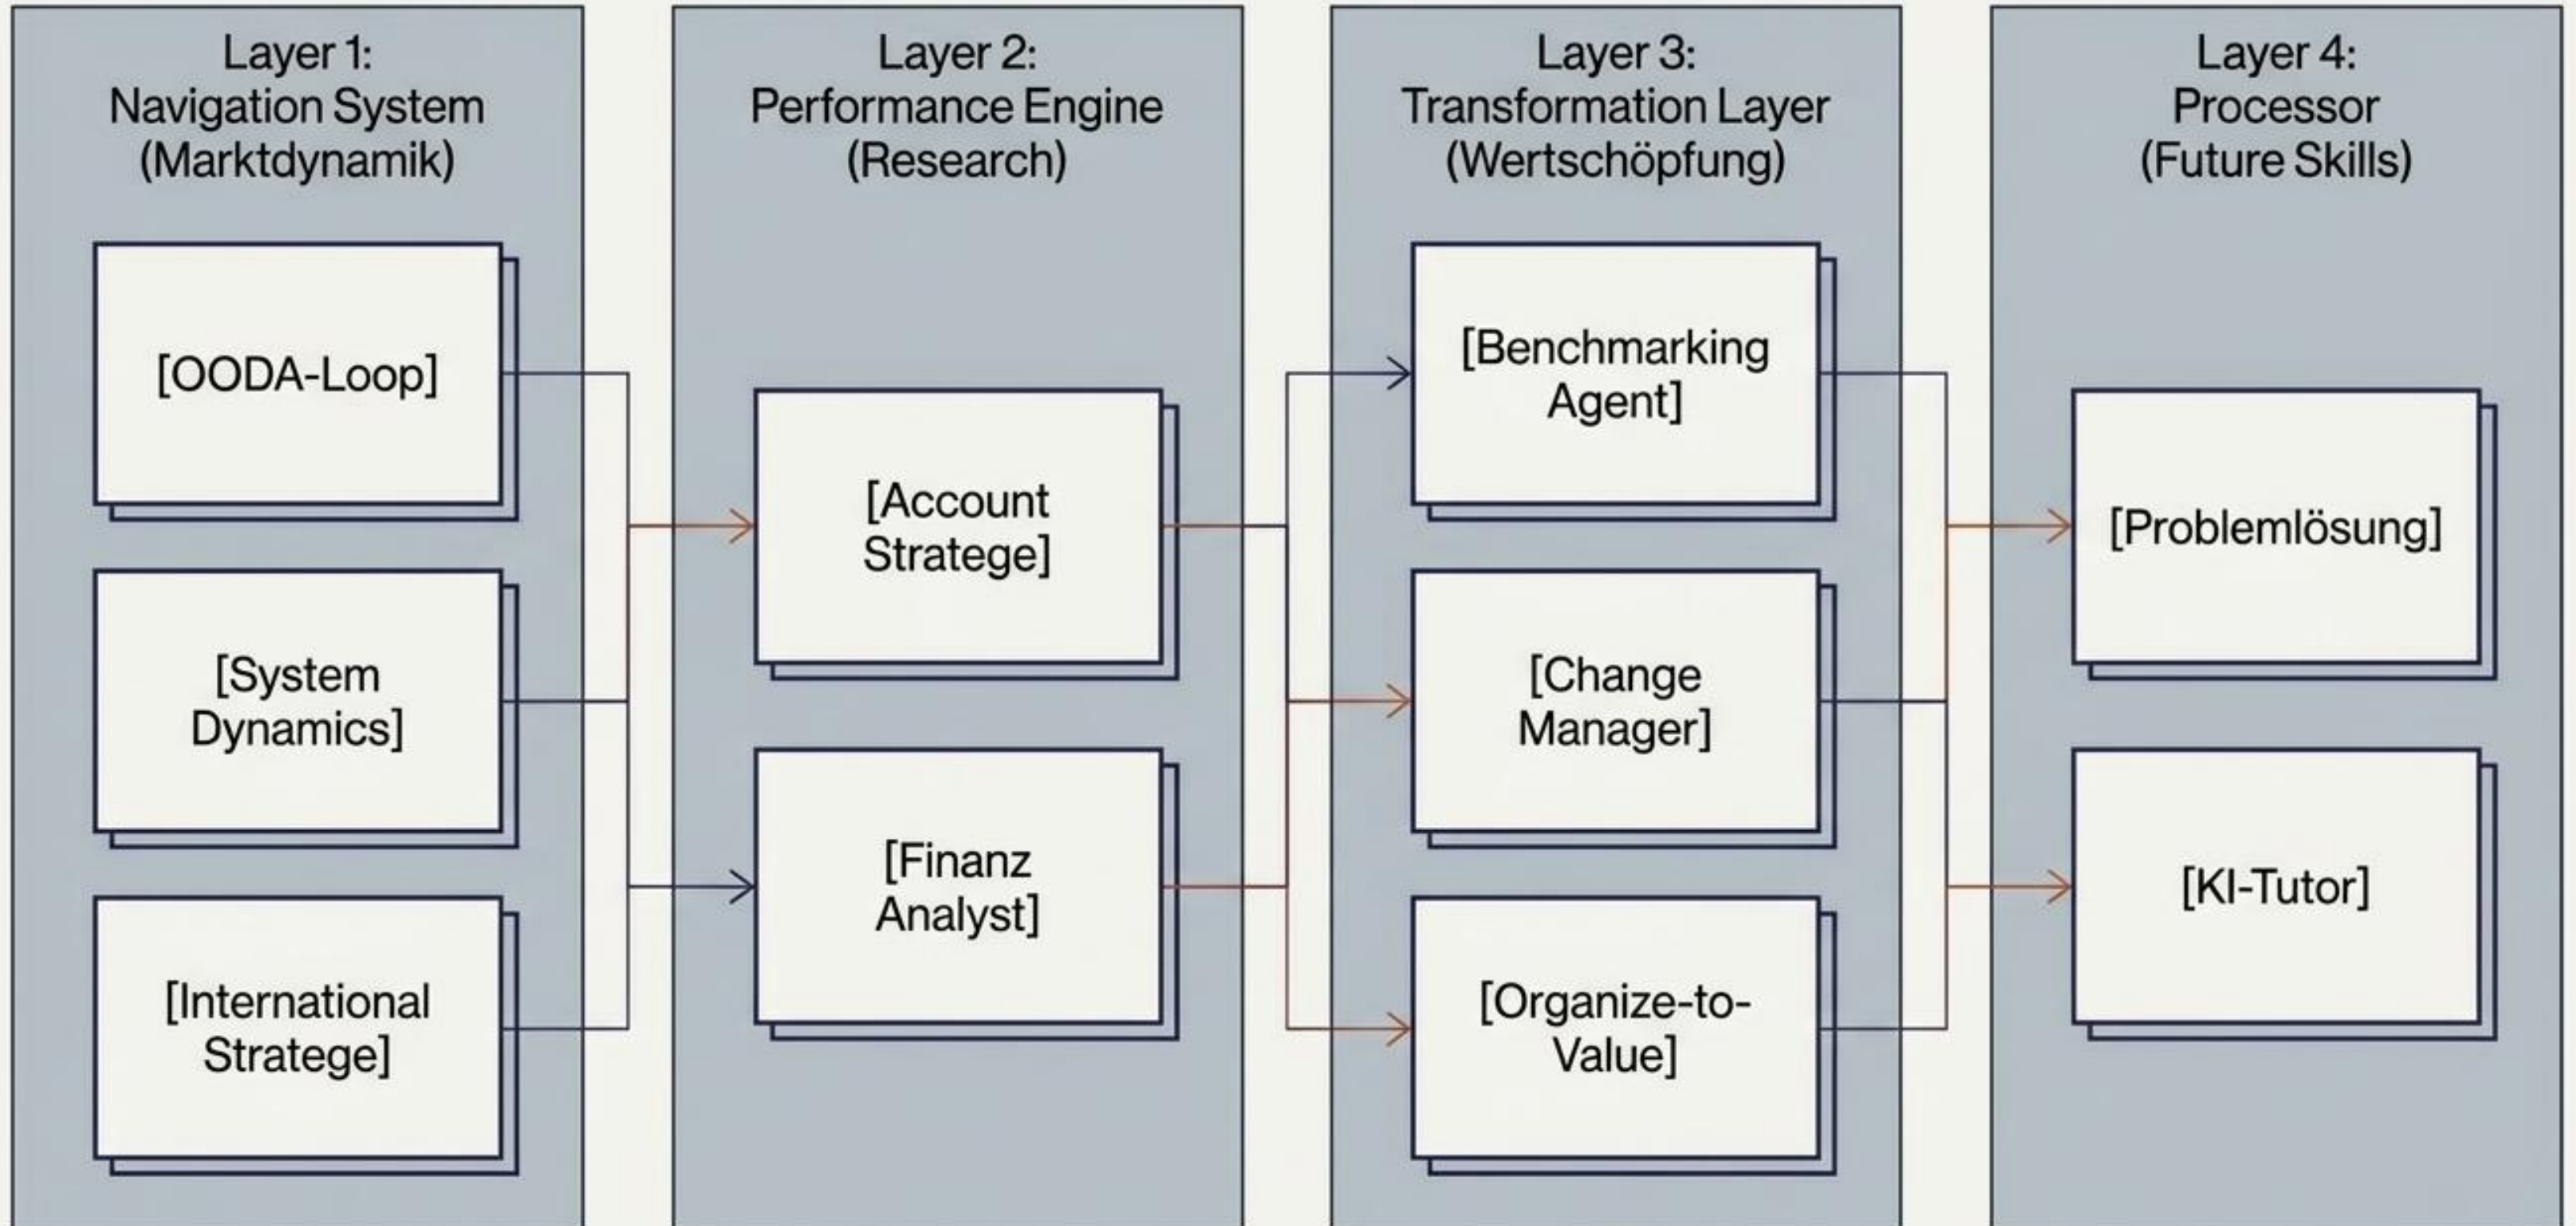 Layer 1:
Navigation System
(Marktdynamik)
[OODA-Loop]
[System
Dynamics]
[International
Stratege]
Layer 2:
Performance Engine
(Research)
[Account
Stratege]
[Finanz
Analyst]
Layer 3:
Transformation Layer
(Wertschöpfung)
[Benchmarking
Agent]
[Change
Manager]
[Organize-to-
Value]
Layer 4:
Processor
(Future Skills)
[Problemlösung]
[KI-Tutor]